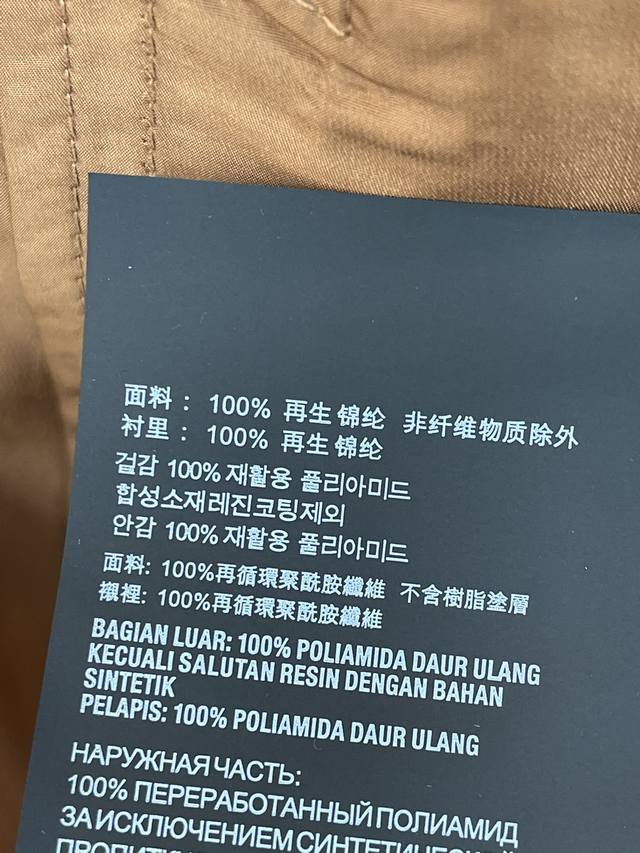 面料： 100% 再生 锦纶 非纤维物质除外
衬里： 100% 再生 锦纶
겉감 100% 재활용 폴리아미드
합성소재레진코팅제외
안감 100% 재활용 폴리아미드
面料: 100%再循環聚酰胺纖維 不含樹脂塗層
襯裡: 100%再循環聚酰胺纖維
BAGIAN LUAR: 100% POLIAMIDA DAUR ULANG
KECUALI SALUTAN RESIN DENGAN BAHAN
SINTETIK
PELAPIS: 100% POLIAMIDA DAUR ULANG
НАРУЖНАЯ ЧАСТЬ:
100% ПЕРЕРАБОТАННЫЙ ПОЛИАМИД
ЗА ИСКЛЮЧЕНИЕМ